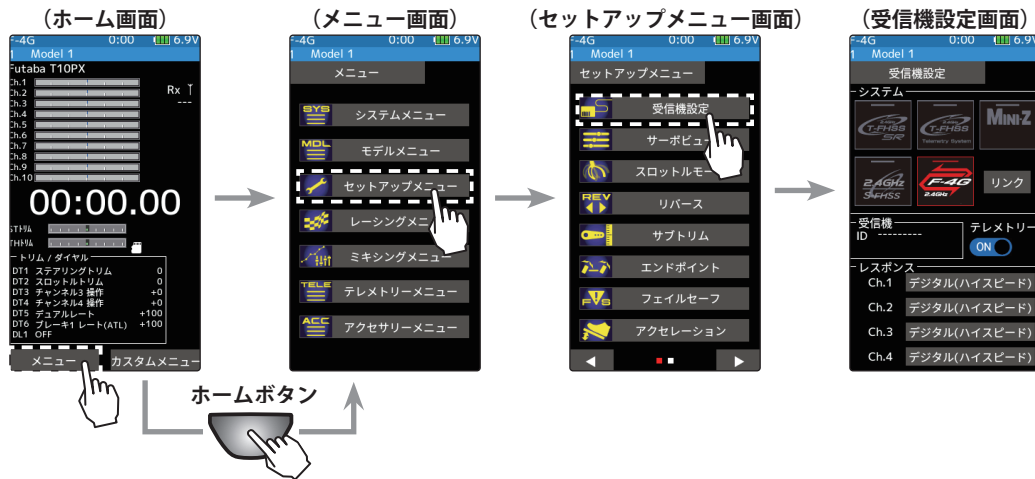 （ホーム画面）
F-4G 0:00 6.9V
1 Model 1
Futaba T10PX
Ch.1
Ch.2
Ch.3
Ch.4
Ch.5
Ch.6
Ch.7
Ch.8
Ch.9
Ch.10
Rx
---
00:00.00
STトリム
THトリム
トリム / ダイヤル
DT1 ステアリングトリム 0
DT2 スロットルトリム 0
DT3 チャンネル3 操作 +0
DT4 チャンネル4 操作 +0
DT5 デュアルレート +100
DT6 ブレーキ1 レート(ATL) +100
DL1 OFF
メニュー カスタムメニュー
ホームボタン
（メニュー画面）
F-4G 0:00 6.9V
1 Model 1
メニュー
SYS システムメニュー
MDL モデルメニュー
セットアップメニュー
レーシングメニ
ミキシングメニュー
TELE テレメトリーメニュー
ACC アクセサリーメニュー
（セットアップメニュー画面）
F-4G 0:00 6.9V
1 Model 1
セットアップメニュー
受信機設定
サーボビュー
スロットルモー
REV リバース
サブトリム
エンドポイント
F/S フェイルセーフ
アクセレーション
（受信機設定画面）
F-4G 0:00 6.9V
1 Model 1
受信機設定
システム
T-FHSS SR
T-FHSS Telemetry System
MINI-Z
2.4GHz S-FHSS
F-4G 2.4GHz
リンク
受信機
ID ---------
テレメトリー
ON
レスポンス
Ch.1 デジタル(ハイスピード)
Ch.2 デジタル(ハイスピード)
Ch.3 デジタル(ハイスピード)
Ch.4 デジタル(ハイスピード)